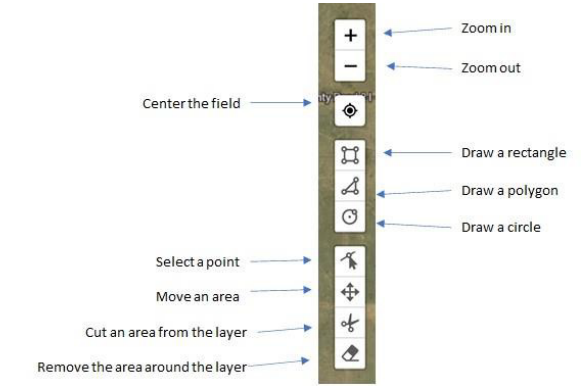 Zoom in
Zoom out
Center the field
Draw a rectangle
Draw a polygon
Draw a circle
Select a point
Move an area
Cut an area from the layer
Remove the area around the layer